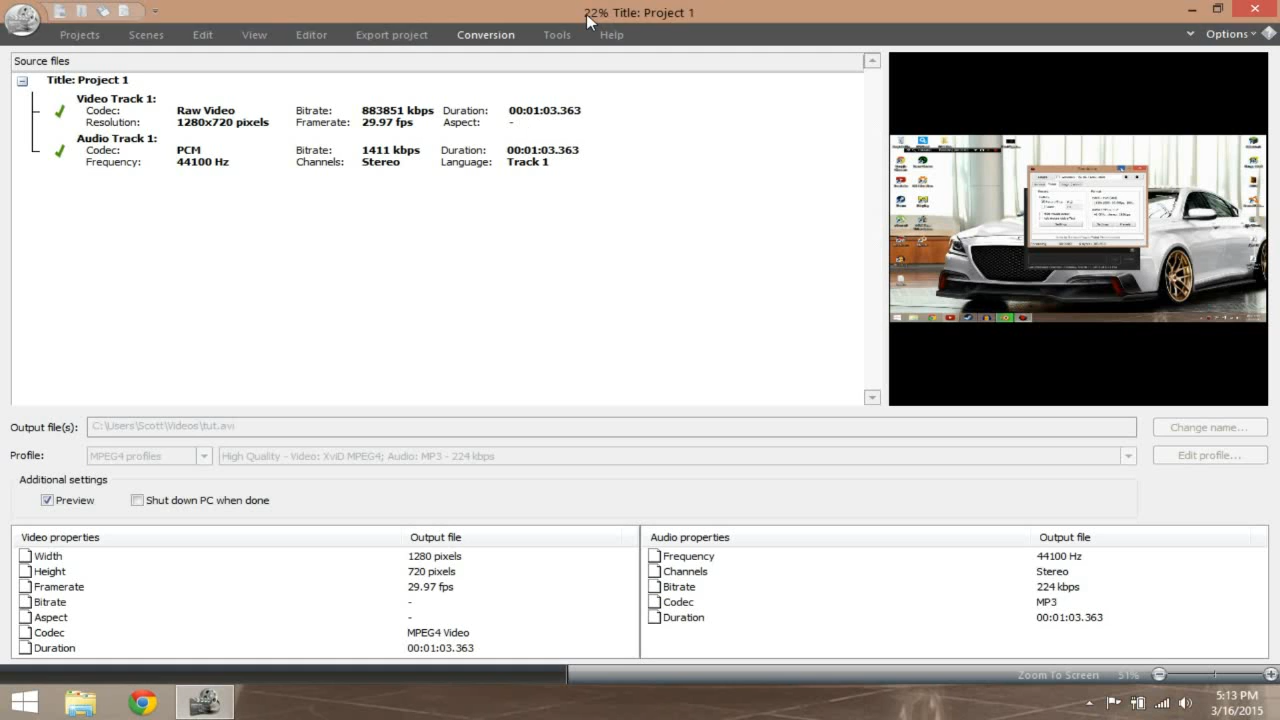 22% Title: Project 1
Projects Scenes Edit View Editor Export project Conversion Tools Help Options
Source files
Title: Project 1
Video Track 1:
Codec: Raw Video Bitrate: 883851 kbps Duration: 00:01:03.363
Resolution: 1280x720 pixels Framerate: 29.97 fps Aspect: -
Audio Track 1:
Codec: PCM Bitrate: 1411 kbps Duration: 00:01:03.363
Frequency: 44100 Hz Channels: Stereo Language: Track 1
Output file(s): C:\Users\Scott\Videos\tut.avi Change name...
Profile: MPEG4 profiles High Quality - Video: XviD MPEG4; Audio: MP3 - 224 kbps Edit profile...
Additional settings
Preview Shut down PC when done
Video properties Output file Audio properties Output file
Width 1280 pixels Frequency 44100 Hz
Height 720 pixels Channels Stereo
Framerate 29.97 fps Bitrate 224 kbps
Bitrate - Codec MP3
Aspect - Duration 00:01:03.363
Codec MPEG4 Video
Duration 00:01:03.363
Zoom To Screen 51%
5:13 PM
3/16/2015